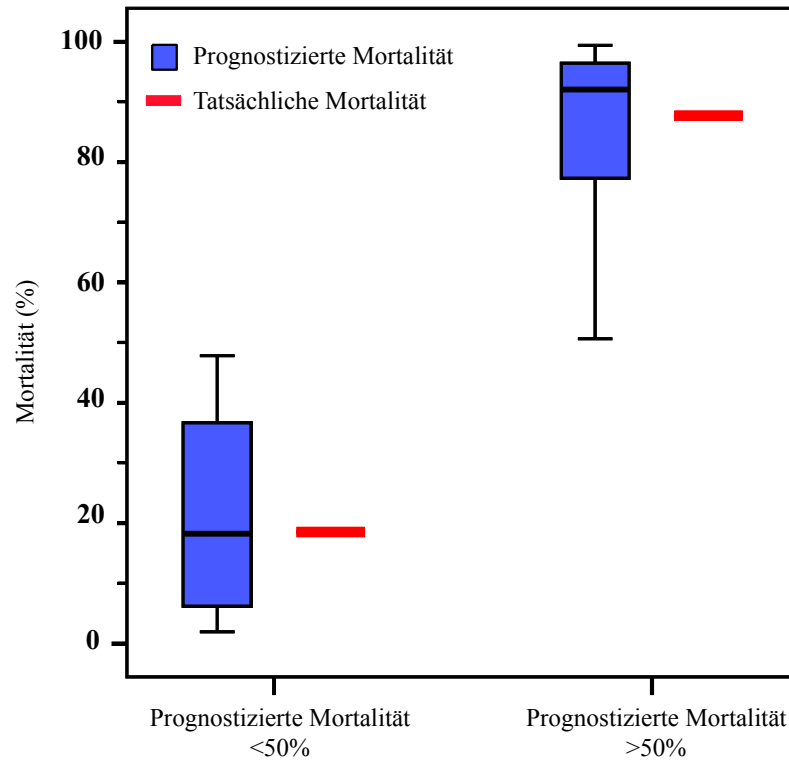 100
80
60
40
20
0
Mortalität (%)
Prognostizierte Mortalität
Tatsächliche Mortalität
Prognostizierte Mortalität
<50%
Prognostizierte Mortalität
>50%